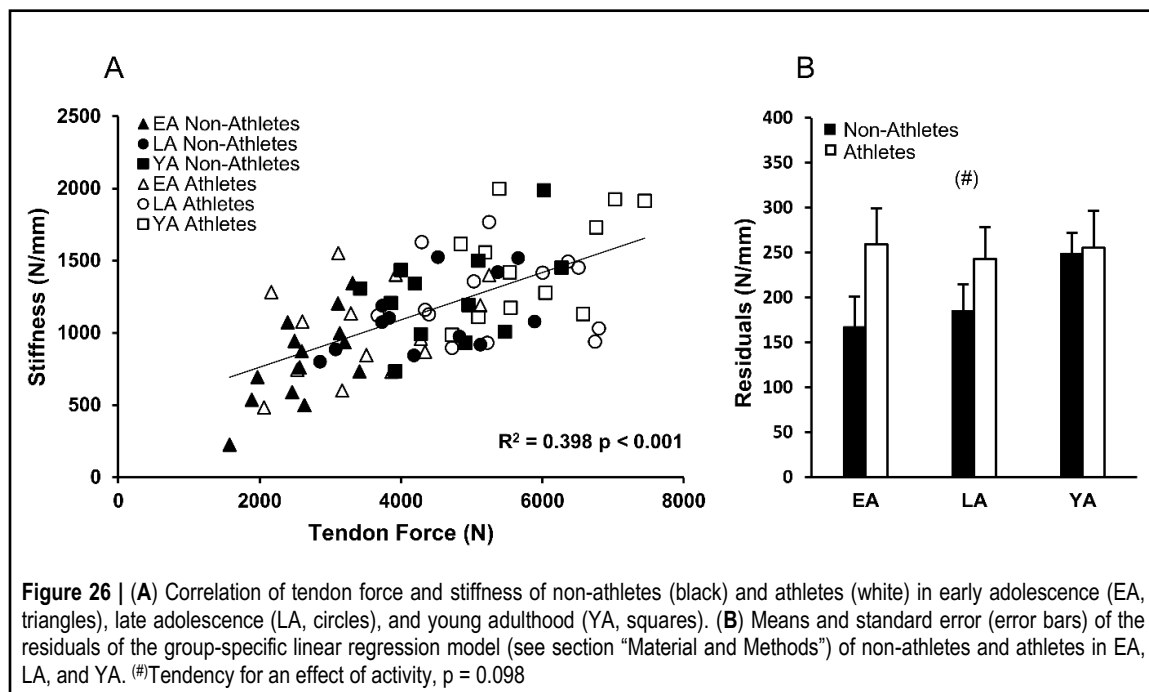 A
B
2500
2000
1500
1000
500
0
Stiffness (N/mm)
▲ EA Non-Athletes
● LA Non-Athletes
■ YA Non-Athletes
△ EA Athletes
○ LA Athletes
□ YA Athletes
R² = 0.398 p < 0.001
0 2000 4000 6000 8000
Tendon Force (N)
400
350
300
250
200
150
100
50
0
Residuals (N/mm)
■ Non-Athletes
□ Athletes
(#)
EA LA YA
Figure 26 | (A) Correlation of tendon force and stiffness of non-athletes (black) and athletes (white) in early adolescence (EA,
triangles), late adolescence (LA, circles), and young adulthood (YA, squares). (B) Means and standard error (error bars) of the
residuals of the group-specific linear regression model (see section “Material and Methods”) of non-athletes and athletes in EA,
LA, and YA. (#)Tendency for an effect of activity, p = 0.098